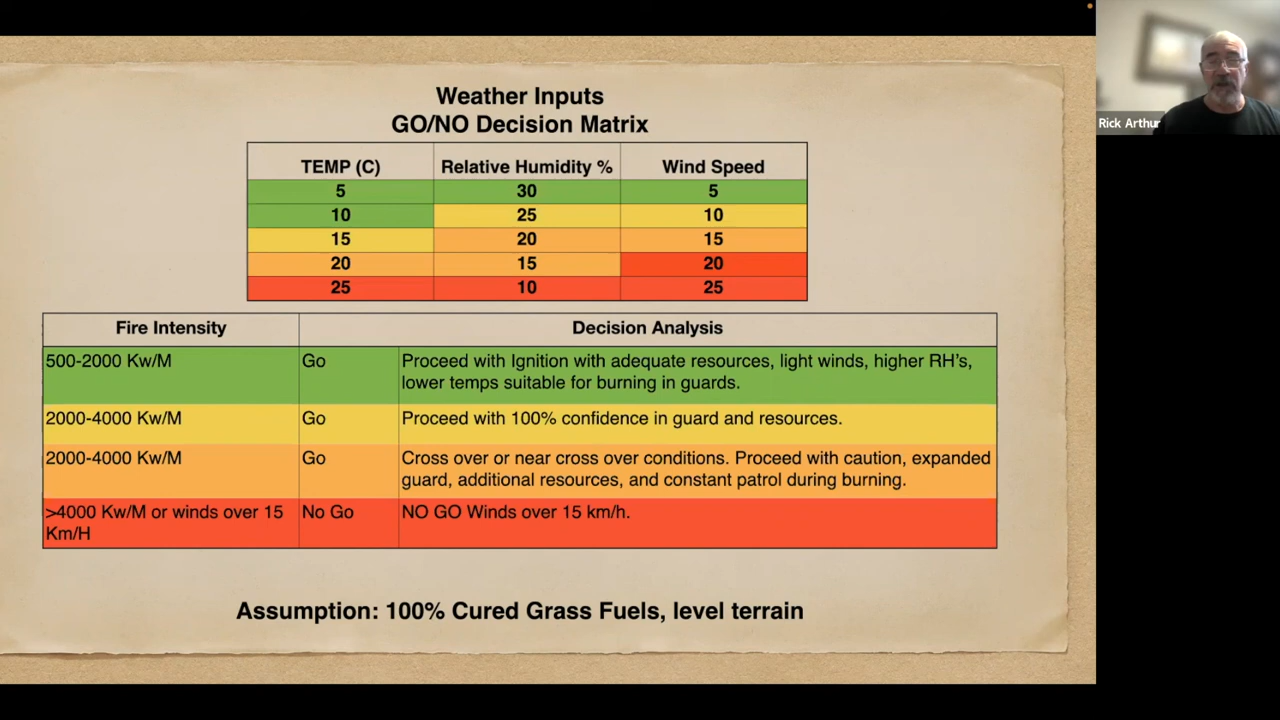 Weather Inputs
GO/NO Decision Matrix
TEMP (C) Relative Humidity % Wind Speed
5 30 5
10 25 10
15 20 15
20 15 20
25 10 25
Fire Intensity Decision Analysis
500-2000 Kw/M Go Proceed with Ignition with adequate resources, light winds, higher RH's,
lower temps suitable for burning in guards.
2000-4000 Kw/M Go Proceed with 100% confidence in guard and resources.
2000-4000 Kw/M Go Cross over or near cross over conditions. Proceed with caution, expanded
guard, additional resources, and constant patrol during burning.
>4000 Kw/M or winds over 15 No Go NO GO Winds over 15 km/h.
Km/H
Assumption: 100% Cured Grass Fuels, level terrain
Rick Arthur